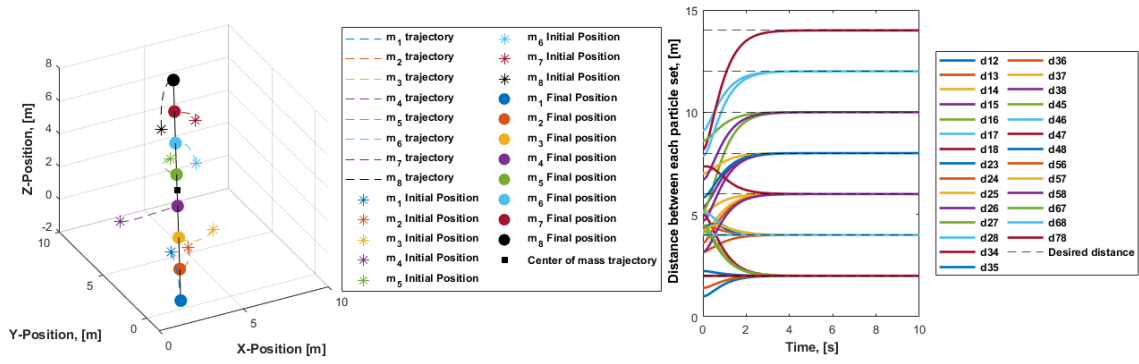 8
6
4
2
0
-2
10
5
0
0
5
10
Z-Position, [m]
Y-Position, [m]
X-Position [m]
m1 trajectory
m2 trajectory
m3 trajectory
m4 trajectory
m5 trajectory
m6 trajectory
m7 trajectory
m8 trajectory
m1 Initial Position
m2 Initial Position
m3 Initial Position
m4 Initial Position
m5 Initial Position
m6 Initial Position
m7 Initial Position
m8 Initial Position
m1 Final Position
m2 Final position
m3 Final position
m4 Final position
m5 Final position
m6 Final position
m7 Final position
m8 Final position
Center of mass trajectory
Distance between each particle set, [m]
15
10
5
0
0
2
4
6
8
10
Time, [s]
d12
d13
d14
d15
d16
d17
d18
d23
d24
d25
d26
d27
d28
d34
d35
d36
d37
d38
d45
d46
d47
d48
d56
d57
d58
d67
d68
d78
Desired distance